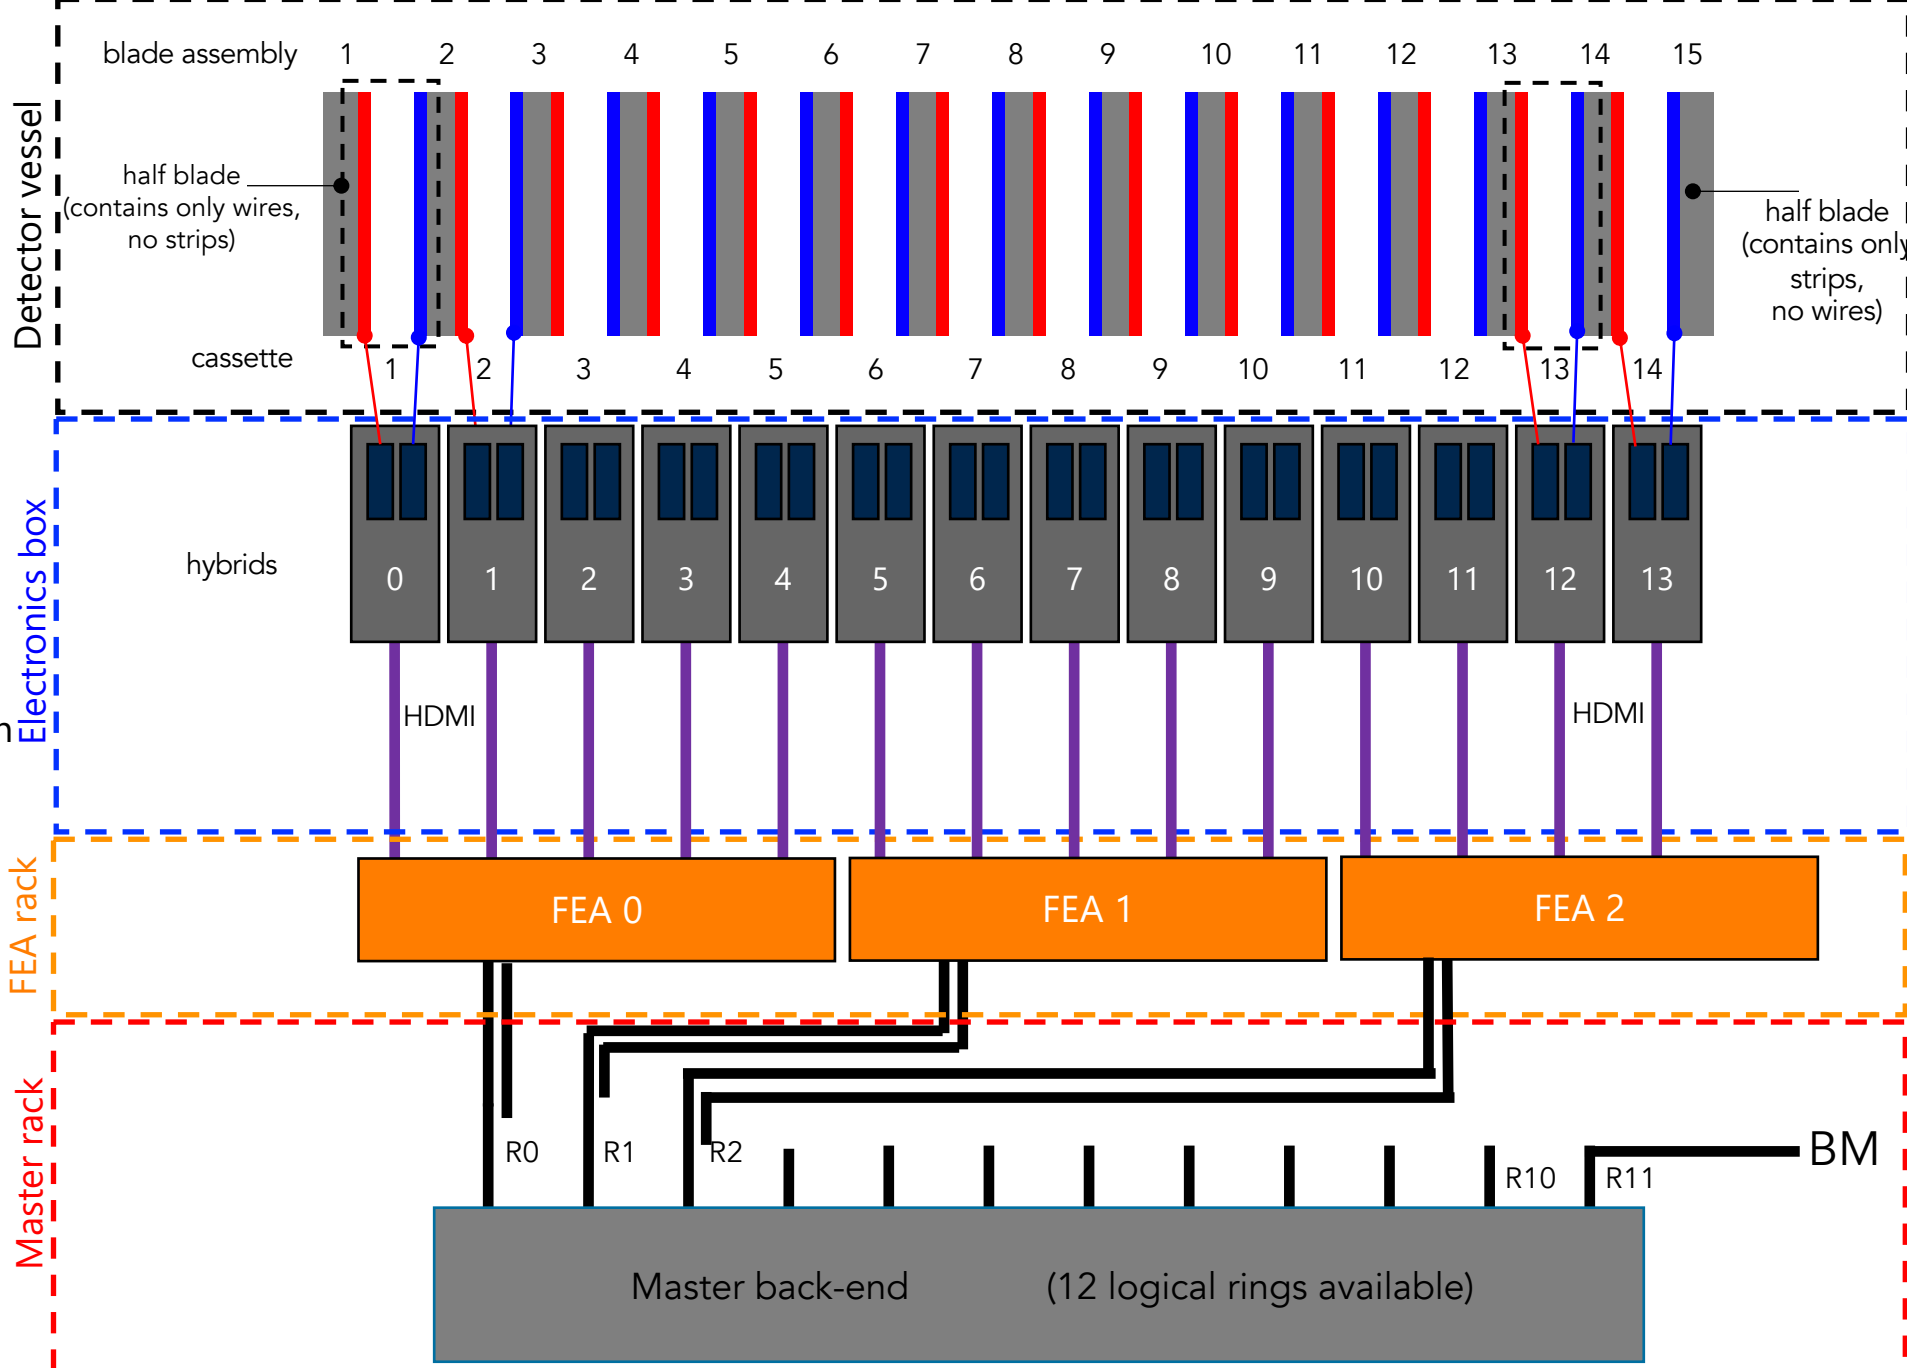 blade assembly 1 2 3 4 5 6 7 8 9 10 11 12 13 14 15
Detector vessel
half blade
(contains only wires,
no strips)
half blade
(contains only
strips,
no wires)
cassette 1 2 3 4 5 6 7 8 9 10 11 12 13 14
Electronics box
hybrids 0 1 2 3 4 5 6 7 8 9 10 11 12 13
n
HDMI HDMI
FEA rack
FEA 0 FEA 1 FEA 2
Master rack
R0 R1 R2 R10 R11 BM
Master back-end (12 logical rings available)